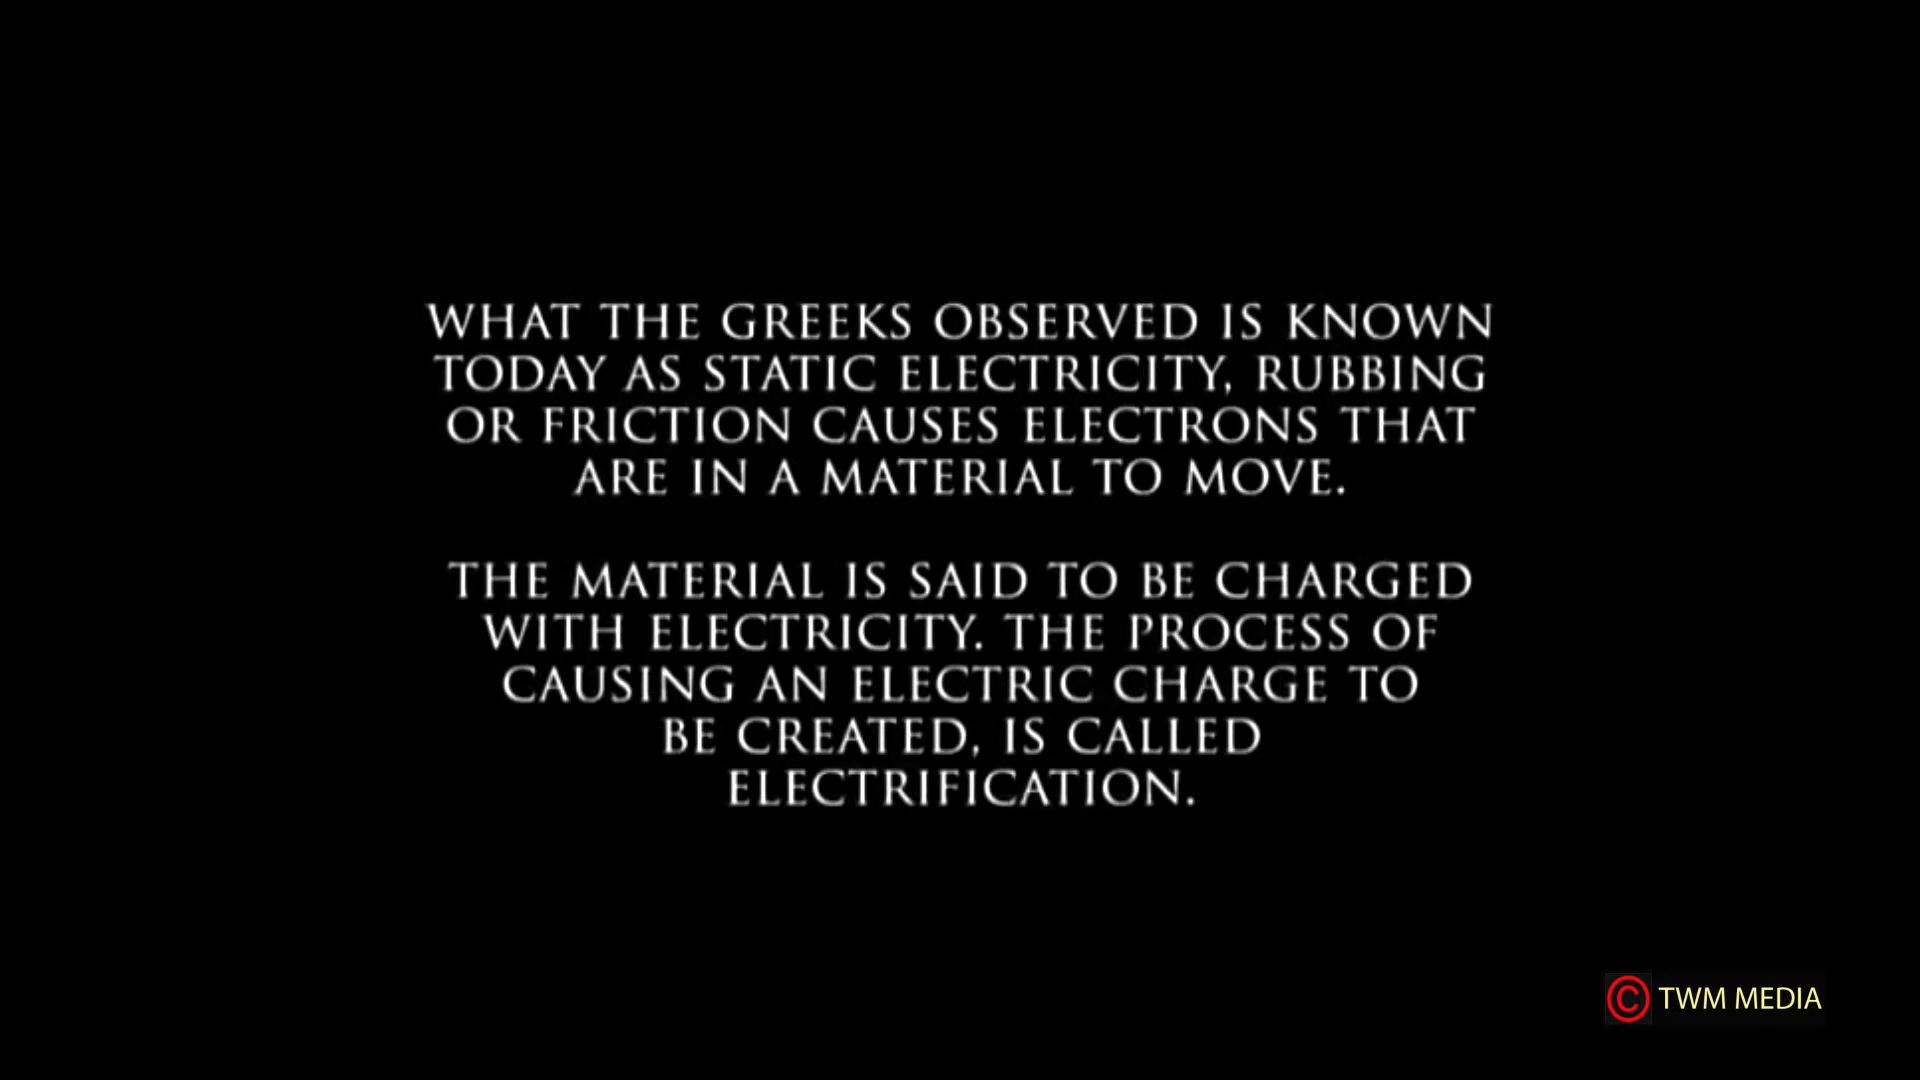 WHAT THE GREEKS OBSERVED IS KNOWN
TODAY AS STATIC ELECTRICITY, RUBBING
OR FRICTION CAUSES ELECTRONS THAT
ARE IN A MATERIAL TO MOVE.
THE MATERIAL IS SAID TO BE CHARGED
WITH ELECTRICITY. THE PROCESS OF
CAUSING AN ELECTRIC CHARGE TO
BE CREATED, IS CALLED
ELECTRIFICATION.
© TWM MEDIA